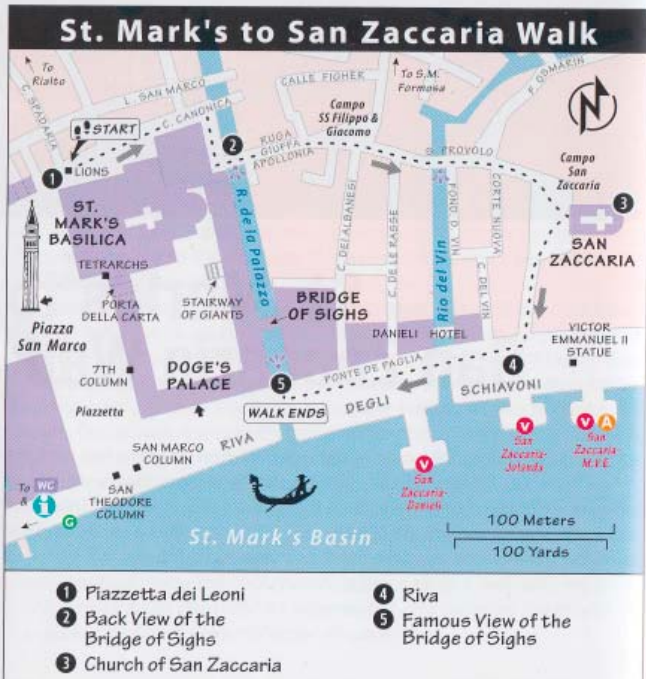 St. Mark's to San Zaccaria Walk
To
Rialto
C. SPADARIA
L. SAN MARCO
C. CANONICA
START
1
LIONS
2
CALLE FIGHER
To S.M.
Formosa
F. OSMARIN
N
Campo
SS Filippo &
Giacomo
RUGA
GIUFFA
APOLLONIA
S. PROVOLO
Campo
San
Zaccaria
3
SAN
ZACCARIA
ST.
MARK'S
BASILICA
TETRARCHS
PORTA
DELLA CARTA
STAIRWAY
OF GIANTS
R. de la Palazzo
C. DEI ALBANESI
C. DE LE RASSE
Rio del Vin
FOND. D. VIN
CORTE NUOVA
C. DEL VIN
BRIDGE
OF SIGHS
DANIELI HOTEL
VICTOR
EMMANUEL II
STATUE
Piazza
San Marco
7TH
COLUMN
DOGE'S
PALACE
Piazzetta
5
PONTE DE PAGLIA
4
WALK ENDS
RIVA DEGLI SCHIAVONI
SAN MARCO
COLUMN
SAN
THEODORE
COLUMN
To
&
WC
i
G
V
San
Zaccaria-
Danieli
V
San
Zaccaria-
Jolanda
V A
San
Zaccaria-
M.V.E.
St. Mark's Basin
100 Meters
100 Yards
1 Piazzetta dei Leoni
2 Back View of the
Bridge of Sighs
3 Church of San Zaccaria
4 Riva
5 Famous View of the
Bridge of Sighs